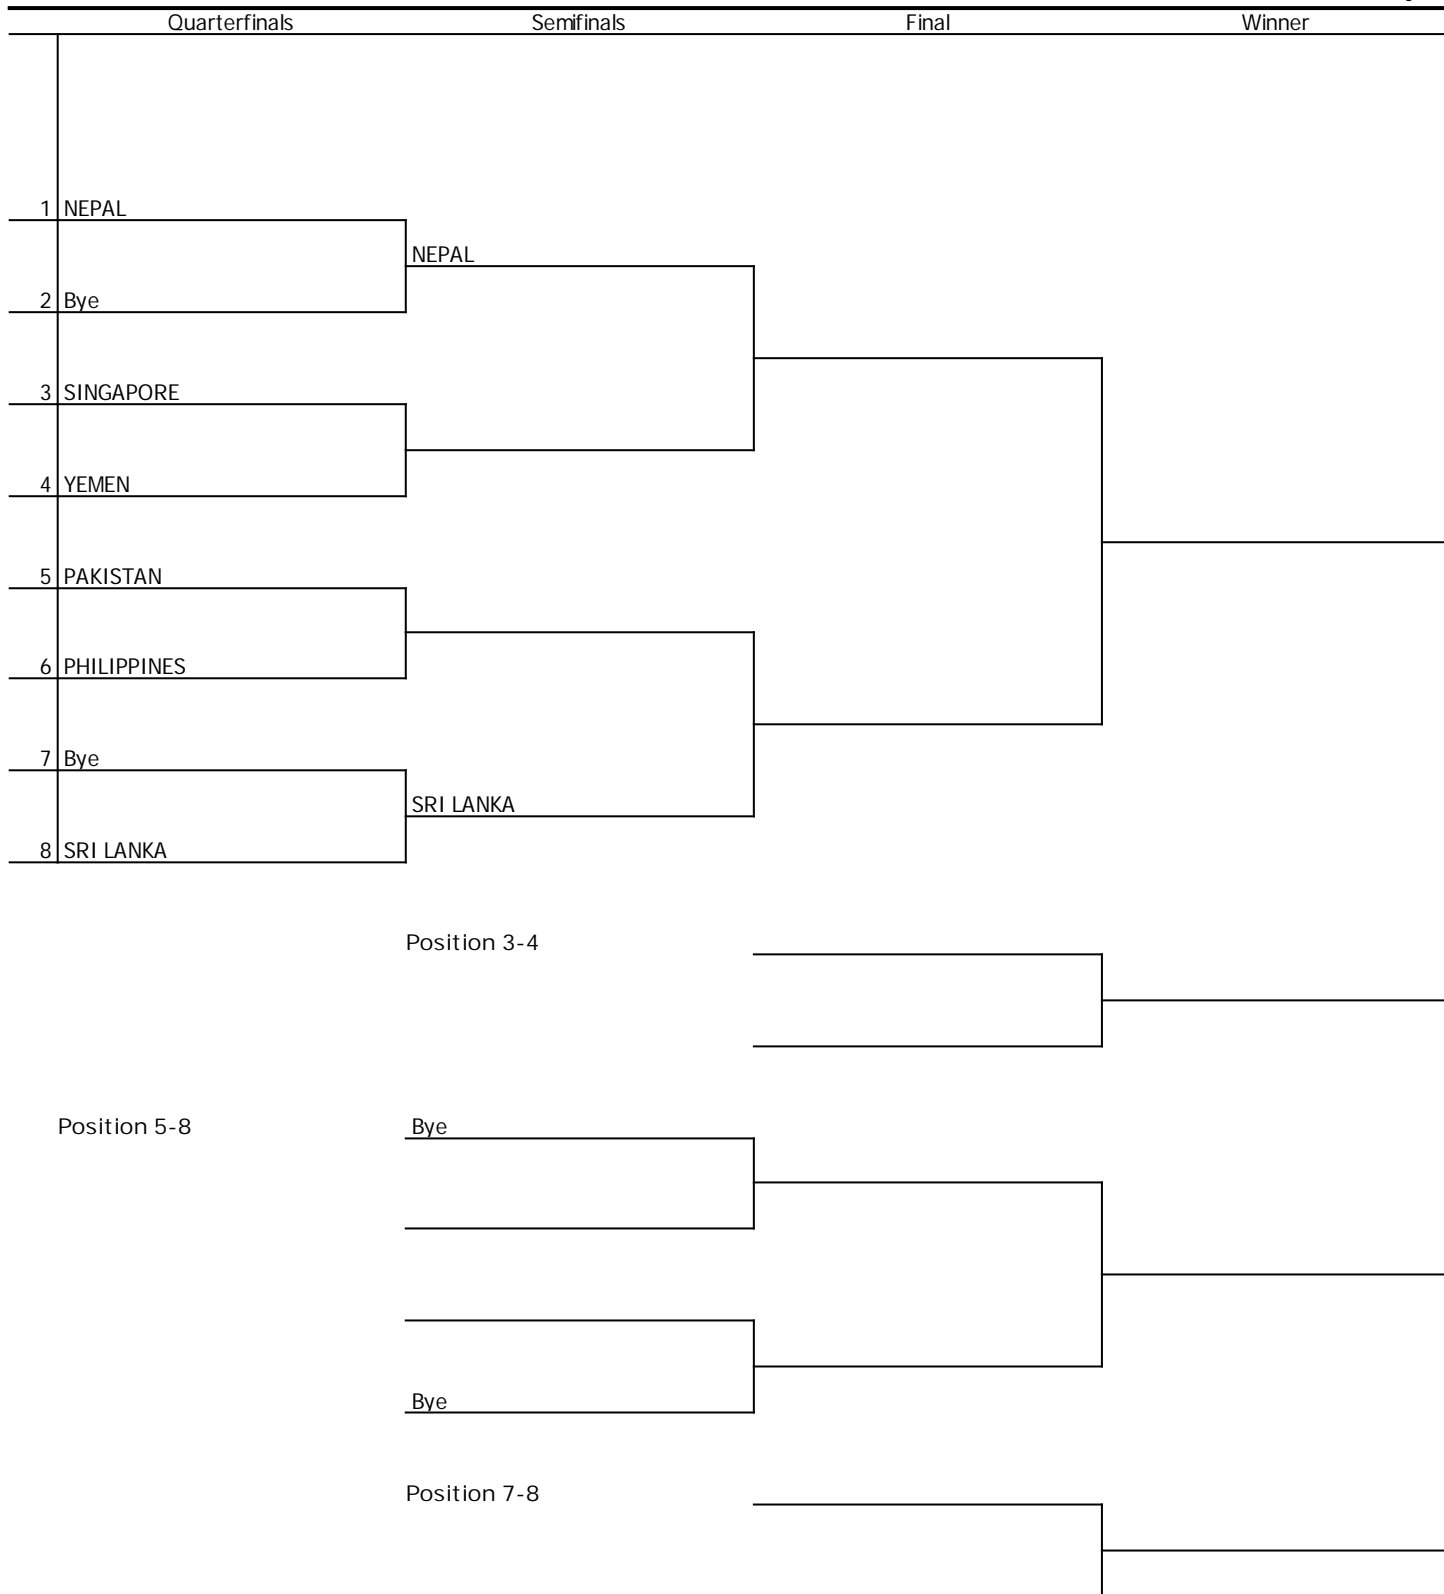 Quarterfinals Semifinals Final Winner
1 NEPAL
NEPAL
2 Bye
3 SINGAPORE
4 YEMEN
5 PAKISTAN
6 PHILIPPINES
7 Bye
SRI LANKA
8 SRI LANKA
Position 3-4
Position 5-8 Bye
Bye
Position 7-8